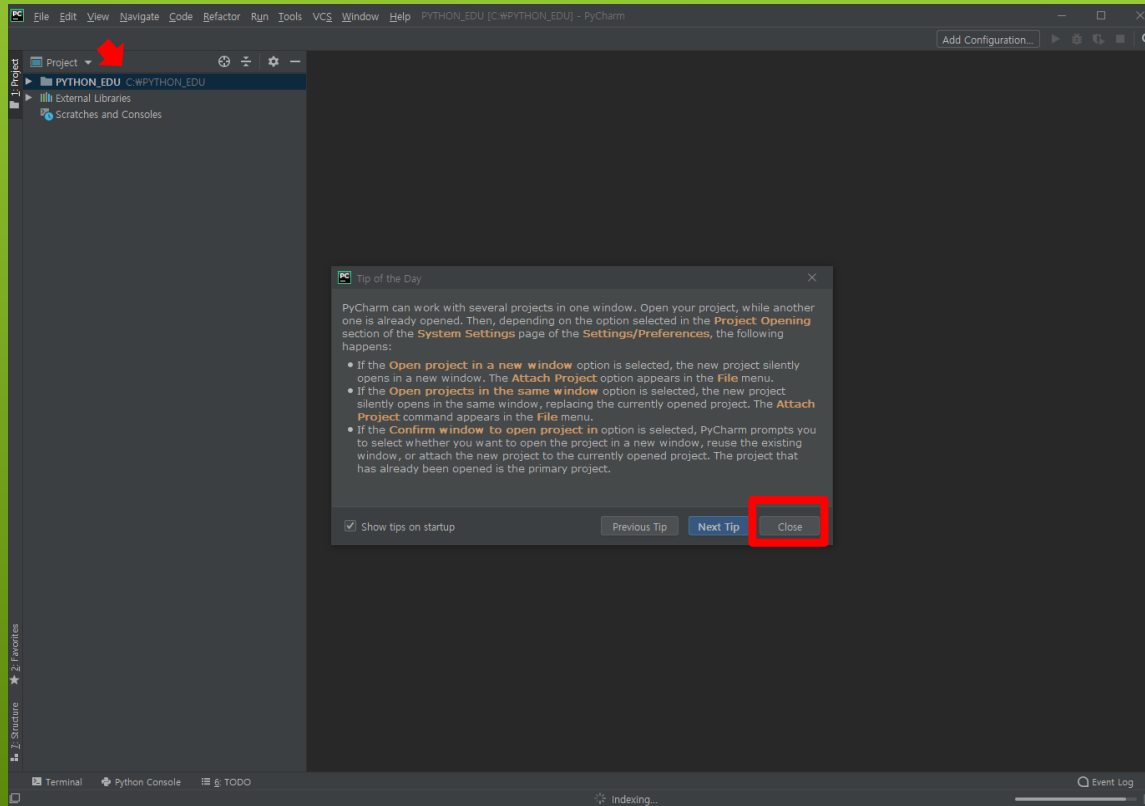 PC File Edit View Navigate Code Refactor Run Tools VCS Window Help PYTHON_EDU [C:₩PYTHON_EDU] - PyCharm
Add Configuration...
1: Project
Project
PYTHON_EDU C:₩PYTHON_EDU
External Libraries
Scratches and Consoles
PC Tip of the Day
PyCharm can work with several projects in one window. Open your project, while another
one is already opened. Then, depending on the option selected in the Project Opening
section of the System Settings page of the Settings/Preferences, the following
happens:
• If the Open project in a new window option is selected, the new project silently
opens in a new window. The Attach Project option appears in the File menu.
• If the Open projects in the same window option is selected, the new project
silently opens in the same window, replacing the currently opened project. The Attach
Project command appears in the File menu.
• If the Confirm window to open project in option is selected, PyCharm prompts you
to select whether you want to open the project in a new window, reuse the existing
window, or attach the new project to the currently opened project. The project that
has already been opened is the primary project.
Show tips on startup
Previous Tip
Next Tip
Close
2: Favorites
Z: Structure
Terminal
Python Console
6: TODO
Event Log
Indexing...